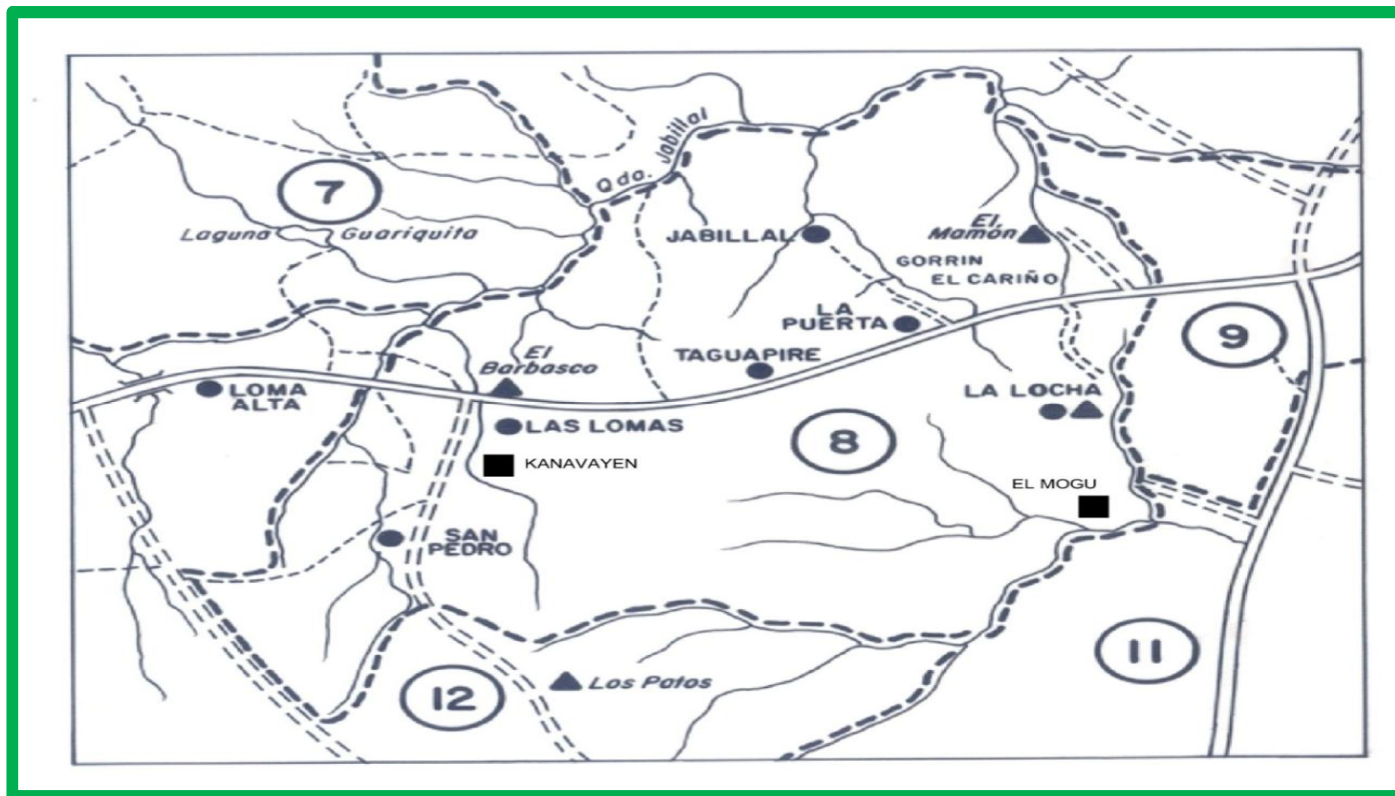 Qda. Jabillal
7
Laguna Guariquita
JABILLAL
El
Mamón
GORRIN
EL CARIÑO
LA
PUERTA
9
El
Barbasco
TAGUAPIRE
LOMA
ALTA
LA LOCHA
LAS LOMAS
8
KANAVAYEN
EL MOGU
SAN
PEDRO
11
12
Los Patos